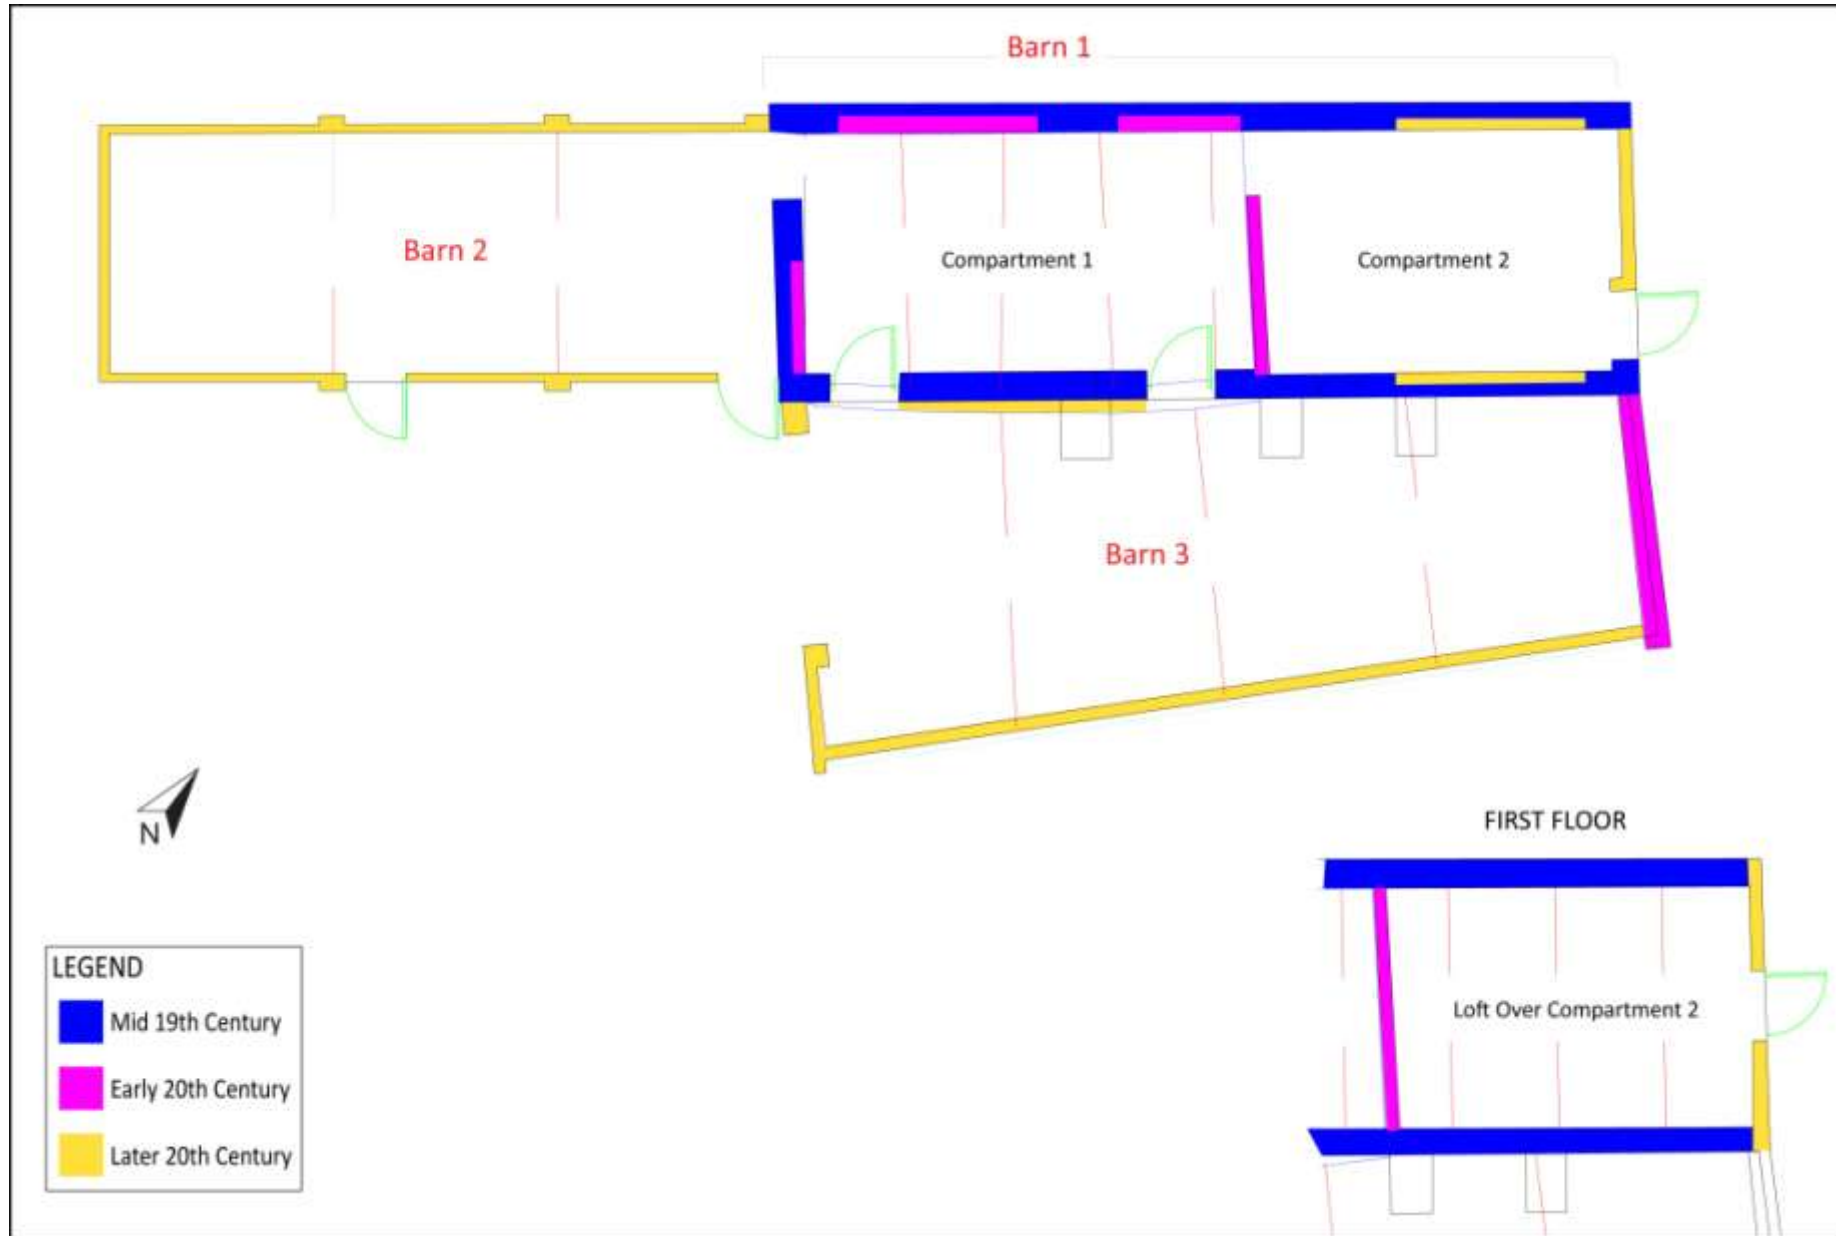 Barn 1
Barn 2
Compartment 1
Compartment 2
Barn 3
N
FIRST FLOOR
Loft Over Compartment 2
LEGEND
Mid 19th Century
Early 20th Century
Later 20th Century